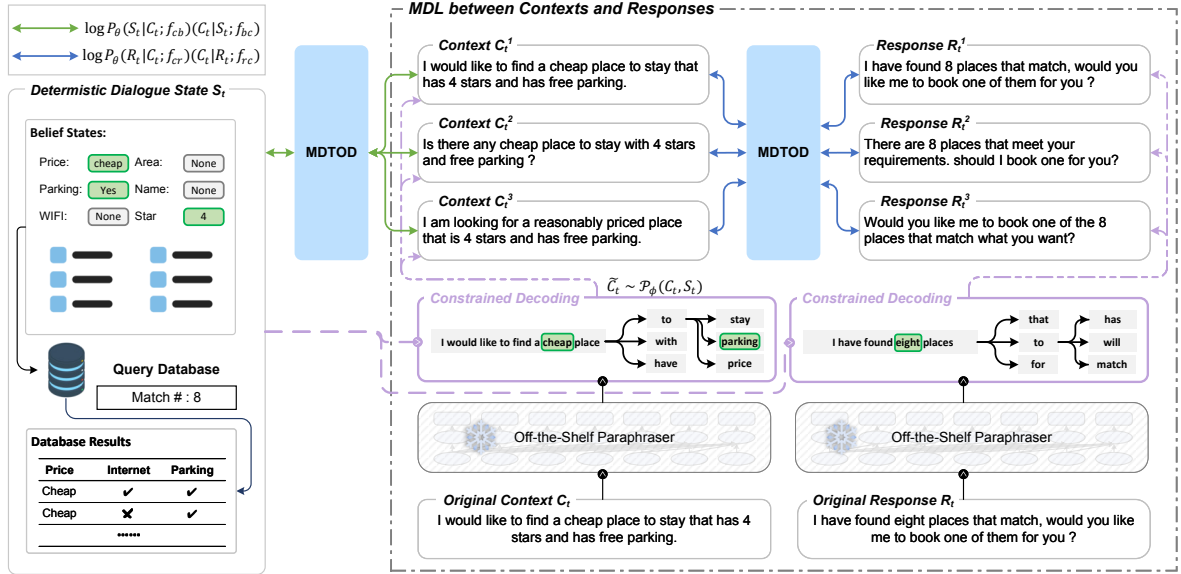 log P_θ(S_t|C_t; f_cb)(C_t|S_t; f_bc)
log P_θ(R_t|C_t; f_cr)(C_t|R_t; f_rc)
Determistic Dialogue State S_t
Belief States:
Price: cheap Area: None
Parking: Yes Name: None
WIFI: None Star 4
Query Database
Match # : 8
Database Results
Price Internet Parking
Cheap ✔ ✔
Cheap ✖ ✔
······
MDTOD
MDL between Contexts and Responses
Context C_t^1
I would like to find a cheap place to stay that
has 4 stars and has free parking.
Context C_t^2
Is there any cheap place to stay with 4 stars
and free parking ?
Context C_t^3
I am looking for a reasonably priced place
that is 4 stars and has free parking.
MDTOD
Response R_t^1
I have found 8 places that match, would you
like me to book one of them for you ?
Response R_t^2
There are 8 places that meet your
requirements. should I book one for you?
Response R_t^3
Would you like me to book one of the 8
places that match what you want?
C̃_t ~ P_ϕ(C_t, S_t)
Constrained Decoding
I would like to find a cheap place
to
with
have
stay
parking
price
Constrained Decoding
I have found eight places
that
to
for
has
will
match
Off-the-Shelf Paraphraser
Off-the-Shelf Paraphraser
Original Context C_t
I would like to find a cheap place to stay that has 4
stars and has free parking.
Original Response R_t
I have found eight places that match, would you like
me to book one of them for you ?